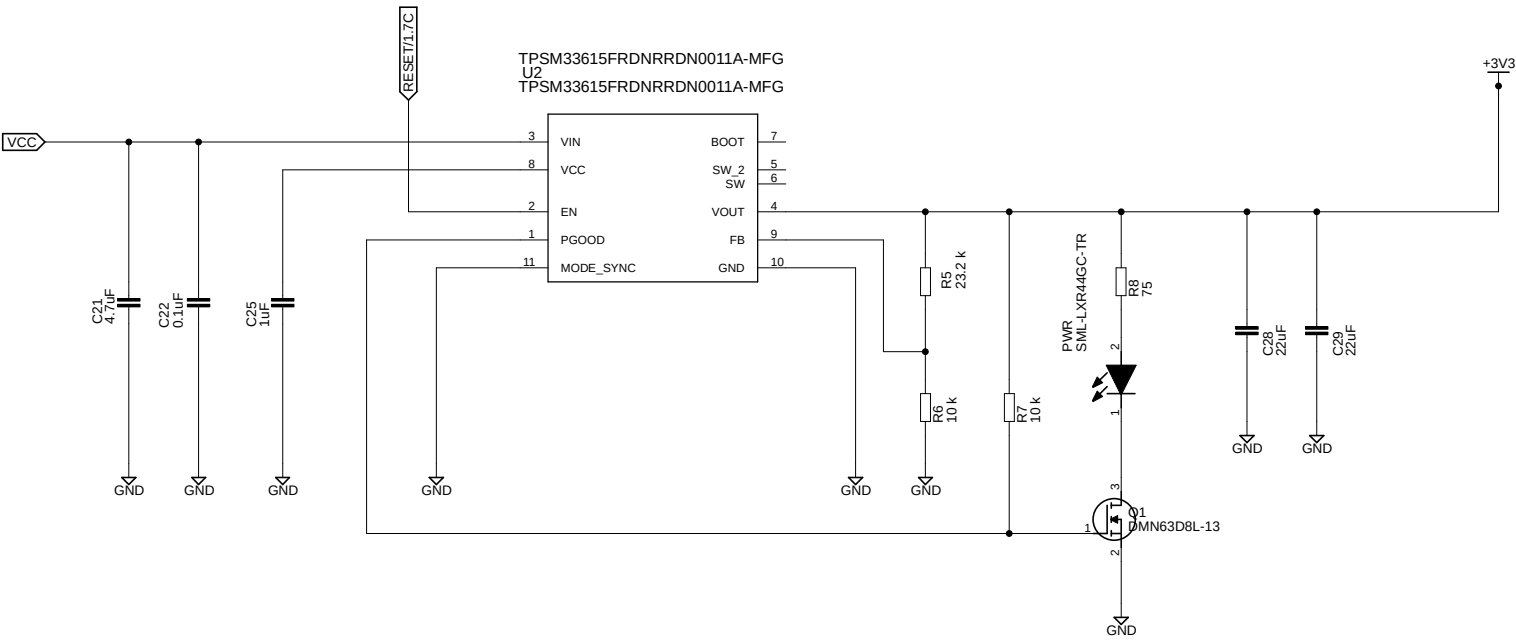 RESET/1.7C
TPSM33615FRDNRRDN0011A-MFG
U2
TPSM33615FRDNRRDN0011A-MFG
+3V3
VCC
3 VIN
8 VCC
2 EN
1 PGOOD
11 MODE_SYNC
BOOT 7
SW_2 5
SW 6
VOUT 4
FB 9
GND 10
C21
4.7uF
C22
0.1uF
C25
1uF
R5
23.2 k
R6
10 k
R7
10 k
R8
75
PWR
SML-LXR44GC-TR
2
1
C28
22uF
C29
22uF
GND
GND
GND
GND
GND
GND
GND
GND
3
Q1
DMN63D8L-13
1
2
GND